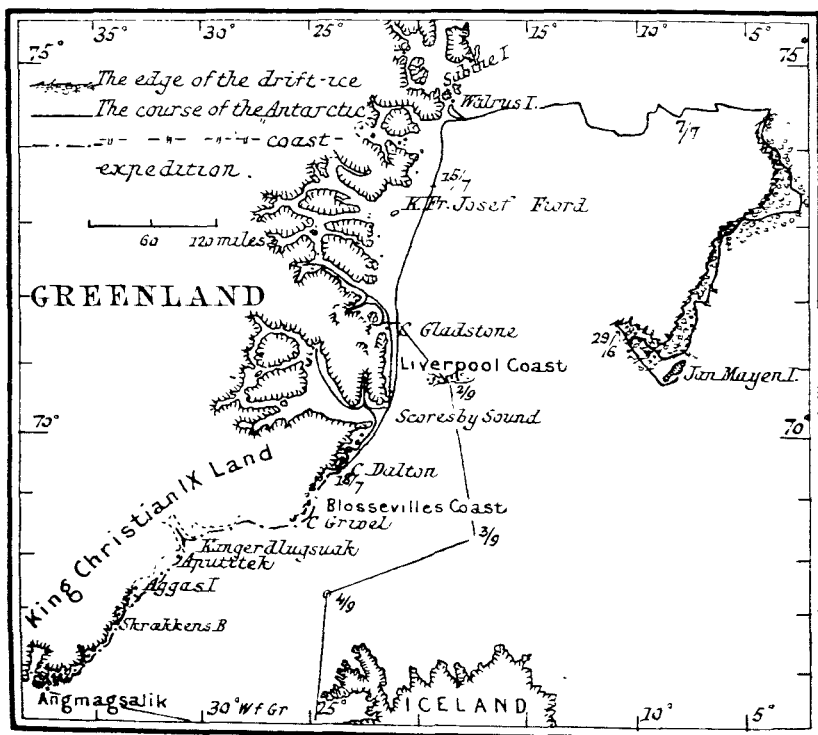 35° 30° 25° 15° 10° 5°
75° 75°
The edge of the drift-ice
The course of the "Antarctic
" " " " coast-
expedition.
Sabine I
Walrus I.
7/7
15/7
K. Fr. Josef Fiord
60 120 miles
GREENLAND
C Gladstone
29/6
Liverpool Coast
2/9
Jan Mayen I.
Scoresby Sound
70° 70°
C Dalton
18/7
King Christian IX Land
Blossevilles Coast
C Grivel
3/9
Kingerdlugsuak
Aputitek
Aggas I
4/9
Skrækkens B
Angmagsalik
30° W f Gr
25°
ICELAND
10° 5°